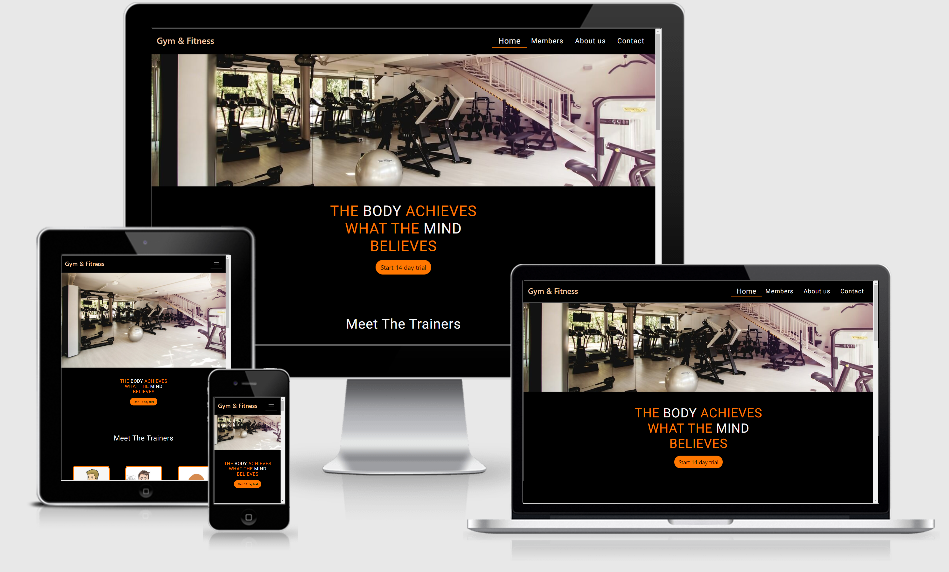 Gym & Fitness
Home Members About us Contact
THE BODY ACHIEVES
WHAT THE MIND
BELIEVES
Start 14 day trial
Meet The Trainers
Gym & Fitness
THE BODY ACHIEVES
WHAT THE MIND
BELIEVES
Meet The Trainers
Gym & Fitness
THE BODY ACHIEVES
WHAT THE MIND
BELIEVES
Gym & Fitness
Home Members About us Contact
THE BODY ACHIEVES
WHAT THE MIND
BELIEVES
Start 14 day trial